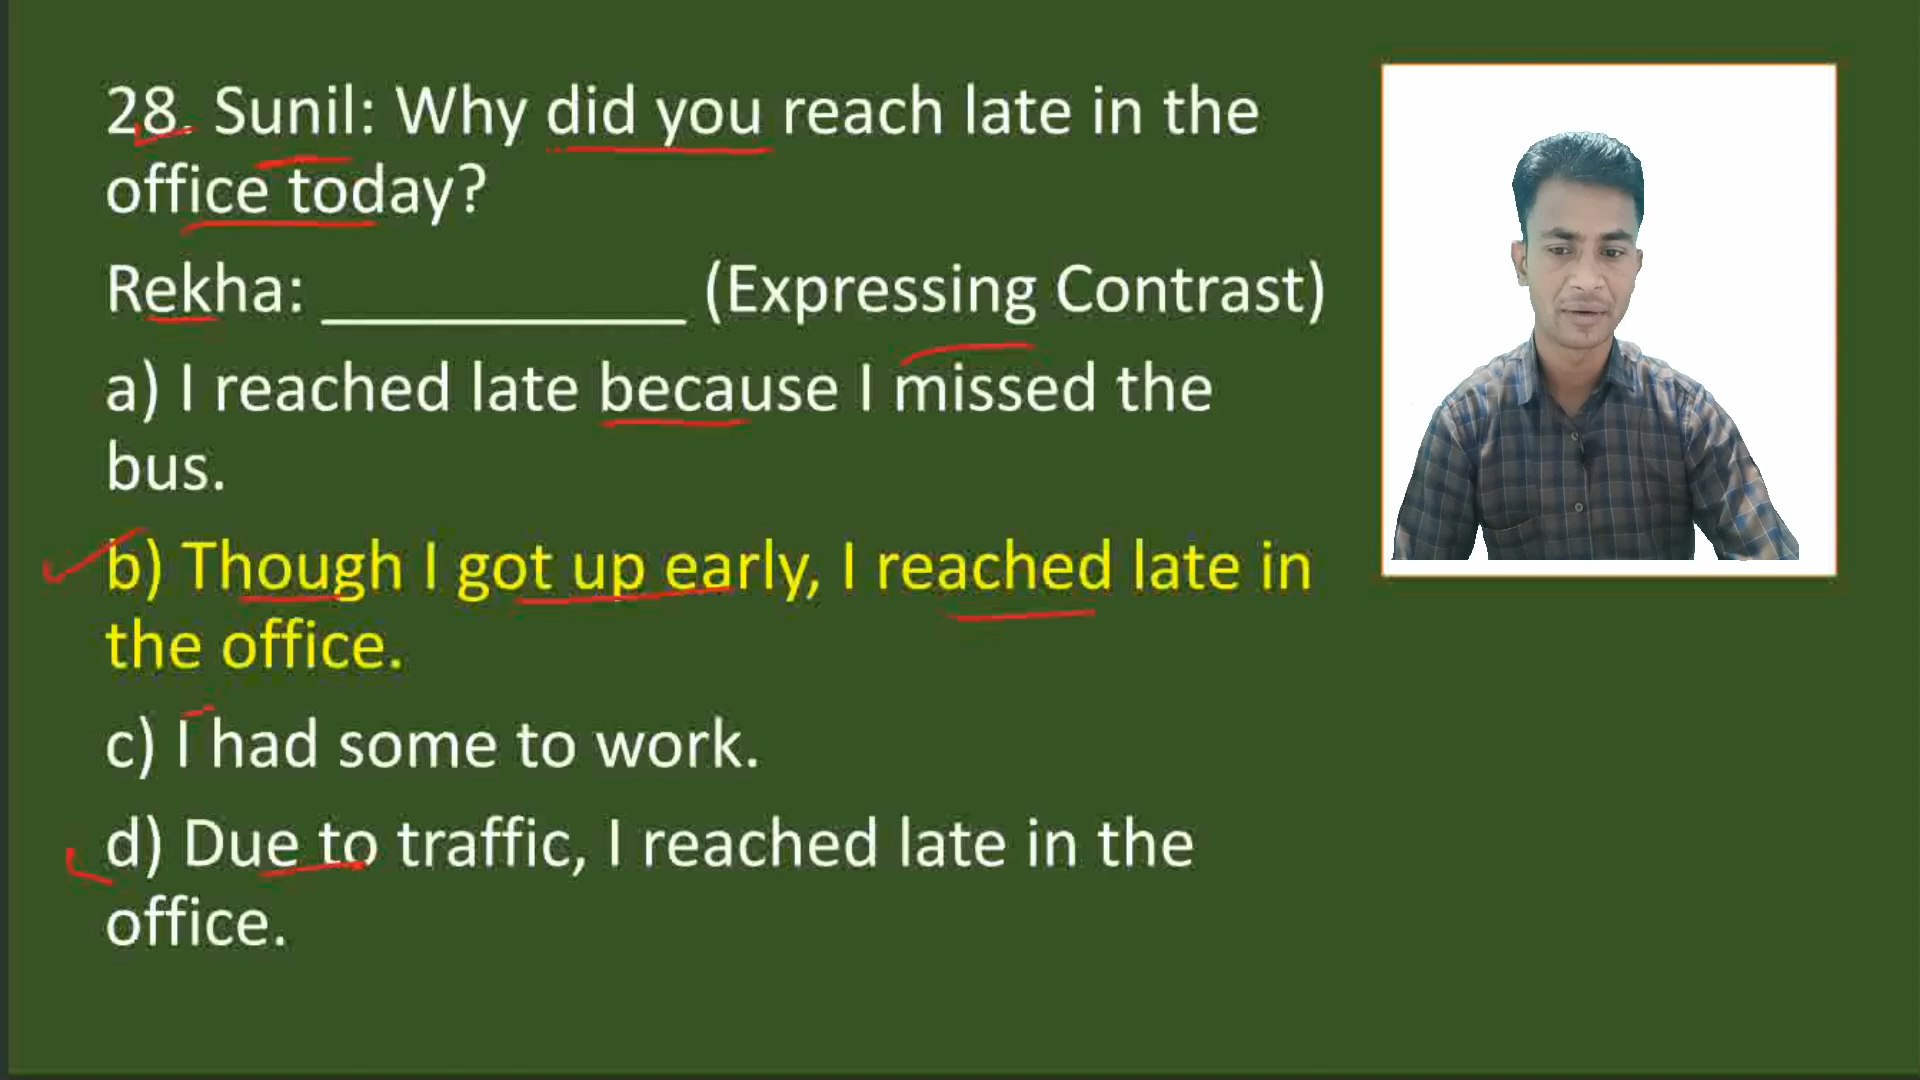 28. Sunil: Why did you reach late in the
office today?
Rekha: ___________ (Expressing Contrast)
a) I reached late because I missed the
bus.
b) Though I got up early, I reached late in
the office.
c) I had some to work.
d) Due to traffic, I reached late in the
office.